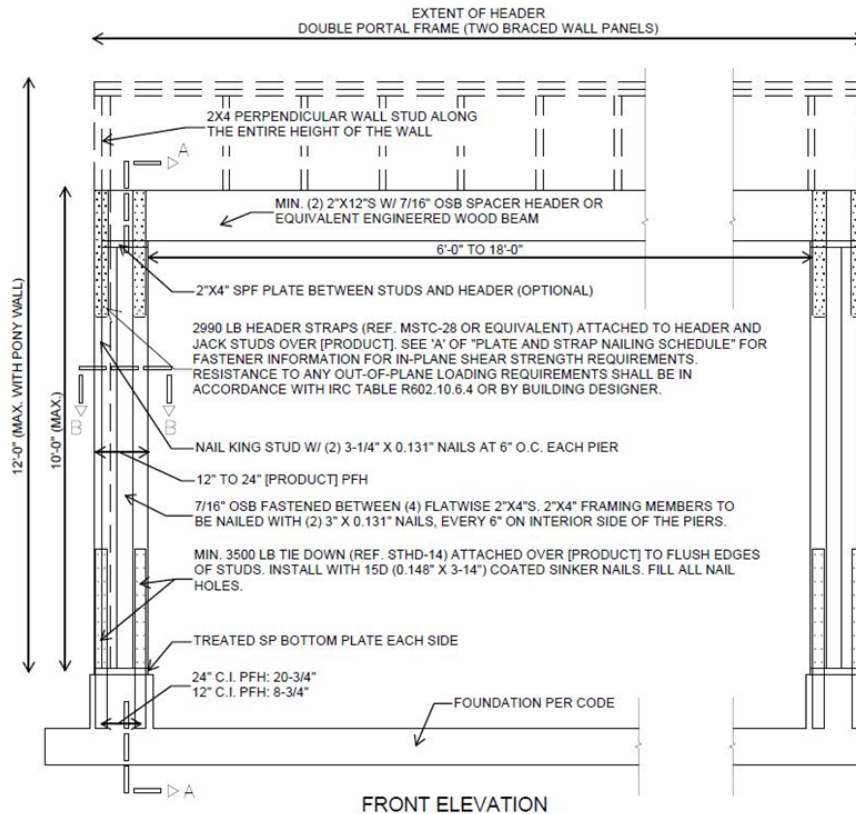 EXTENT OF HEADER
DOUBLE PORTAL FRAME (TWO BRACED WALL PANELS)
2X4 PERPENDICULAR WALL STUD ALONG
THE ENTIRE HEIGHT OF THE WALL
A
MIN. (2) 2"X12"S W/ 7/16" OSB SPACER HEADER OR
EQUIVALENT ENGINEERED WOOD BEAM
6'-0" TO 18'-0"
2"X4" SPF PLATE BETWEEN STUDS AND HEADER (OPTIONAL)
2990 LB HEADER STRAPS (REF. MSTC-28 OR EQUIVALENT) ATTACHED TO HEADER AND
JACK STUDS OVER [PRODUCT]. SEE 'A' OF "PLATE AND STRAP NAILING SCHEDULE" FOR
FASTENER INFORMATION FOR IN-PLANE SHEAR STRENGTH REQUIREMENTS.
RESISTANCE TO ANY OUT-OF-PLANE LOADING REQUIREMENTS SHALL BE IN
ACCORDANCE WITH IRC TABLE R602.10.6.4 OR BY BUILDING DESIGNER.
B
B
12'-0" (MAX. WITH PONY WALL)
10'-0" (MAX.)
NAIL KING STUD W/ (2) 3-1/4" X 0.131" NAILS AT 6" O.C. EACH PIER
12" TO 24" [PRODUCT] PFH
7/16" OSB FASTENED BETWEEN (4) FLATWISE 2"X4"S. 2"X4" FRAMING MEMBERS TO
BE NAILED WITH (2) 3" X 0.131" NAILS, EVERY 6" ON INTERIOR SIDE OF THE PIERS.
MIN. 3500 LB TIE DOWN (REF. STHD-14) ATTACHED OVER [PRODUCT] TO FLUSH EDGES
OF STUDS. INSTALL WITH 15D (0.148" X 3-14") COATED SINKER NAILS. FILL ALL NAIL
HOLES.
TREATED SP BOTTOM PLATE EACH SIDE
24" C.I. PFH: 20-3/4"
12" C.I. PFH: 8-3/4"
FOUNDATION PER CODE
A
FRONT ELEVATION